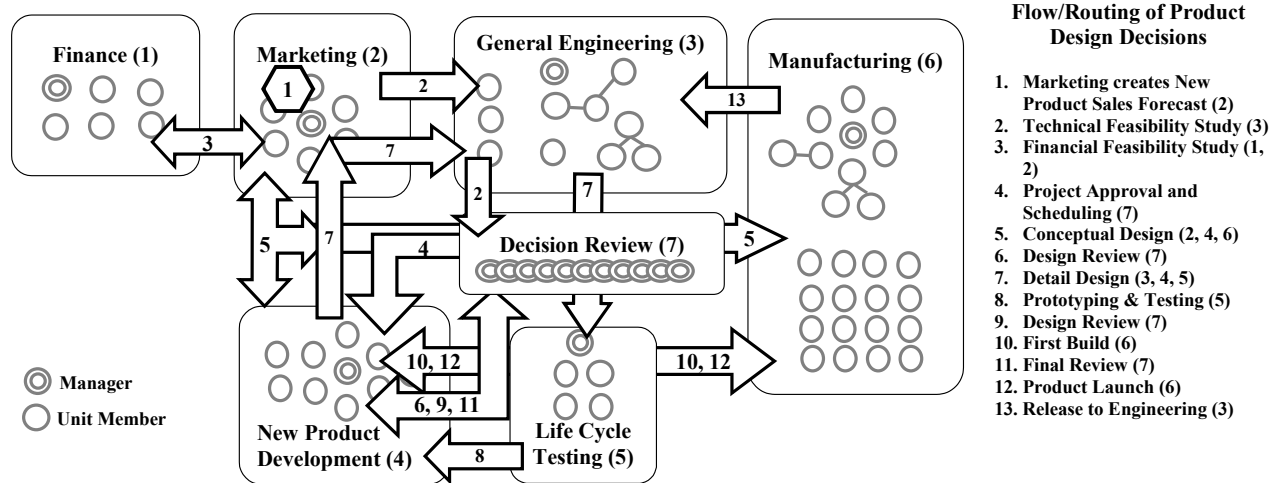 Finance (1)
Marketing (2)
General Engineering (3)
Manufacturing (6)
1
2
13
3
7
2
7
5
7
4
Decision Review (7)
5
10, 12
10, 12
6, 9, 11
8
New Product
Development (4)
Life Cycle
Testing (5)
Manager
Unit Member
Flow/Routing of Product
Design Decisions
1. Marketing creates New
Product Sales Forecast (2)
2. Technical Feasibility Study (3)
3. Financial Feasibility Study (1,
2)
4. Project Approval and
Scheduling (7)
5. Conceptual Design (2, 4, 6)
6. Design Review (7)
7. Detail Design (3, 4, 5)
8. Prototyping & Testing (5)
9. Design Review (7)
10. First Build (6)
11. Final Review (7)
12. Product Launch (6)
13. Release to Engineering (3)